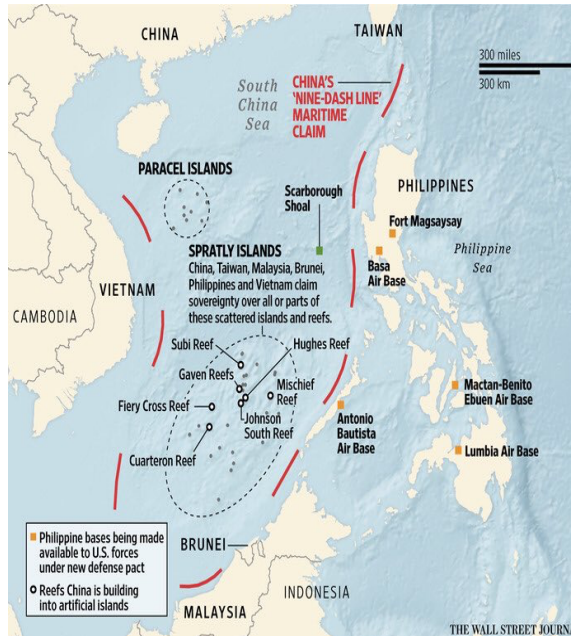 CHINA
TAIWAN
300 miles
300 km
South
China
Sea
CHINA'S
'NINE-DASH LINE'
MARITIME
CLAIM
PARACEL ISLANDS
Scarborough
Shoal
PHILIPPINES
Fort Magsaysay
Philippine
Sea
Basa
Air Base
SPRATLY ISLANDS
China, Taiwan, Malaysia, Brunei,
Philippines and Vietnam claim
sovereignty over all or parts of
these scattered islands and reefs.
VIETNAM
CAMBODIA
Subi Reef
Hughes Reef
Gaven Reefs
Mischief
Reef
Fiery Cross Reef
Johnson
South Reef
Cuarteron Reef
Antonio
Bautista
Air Base
Mactan-Benito
Ebuen Air Base
Lumbia Air Base
Philippine bases being made
available to U.S. forces
under new defense pact
Reefs China is building
into artificial islands
BRUNEI
MALAYSIA
INDONESIA
THE WALL STREET JOURN